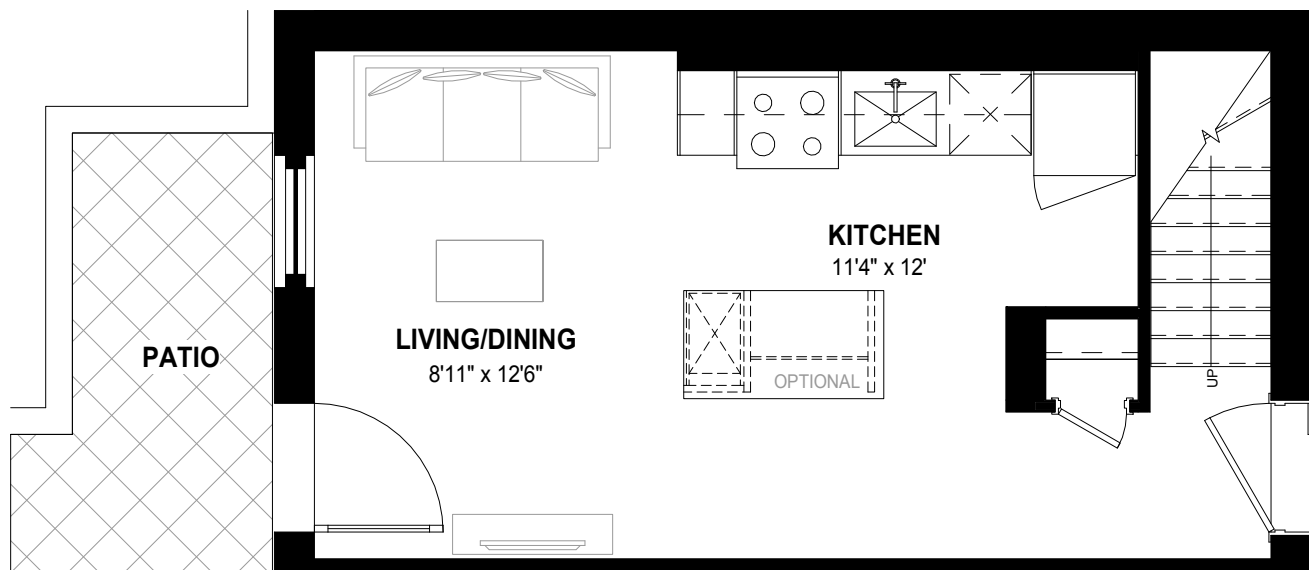 KITCHEN
11'4" x 12'
LIVING/DINING
8'11" x 12'6"
PATIO
OPTIONAL
UP